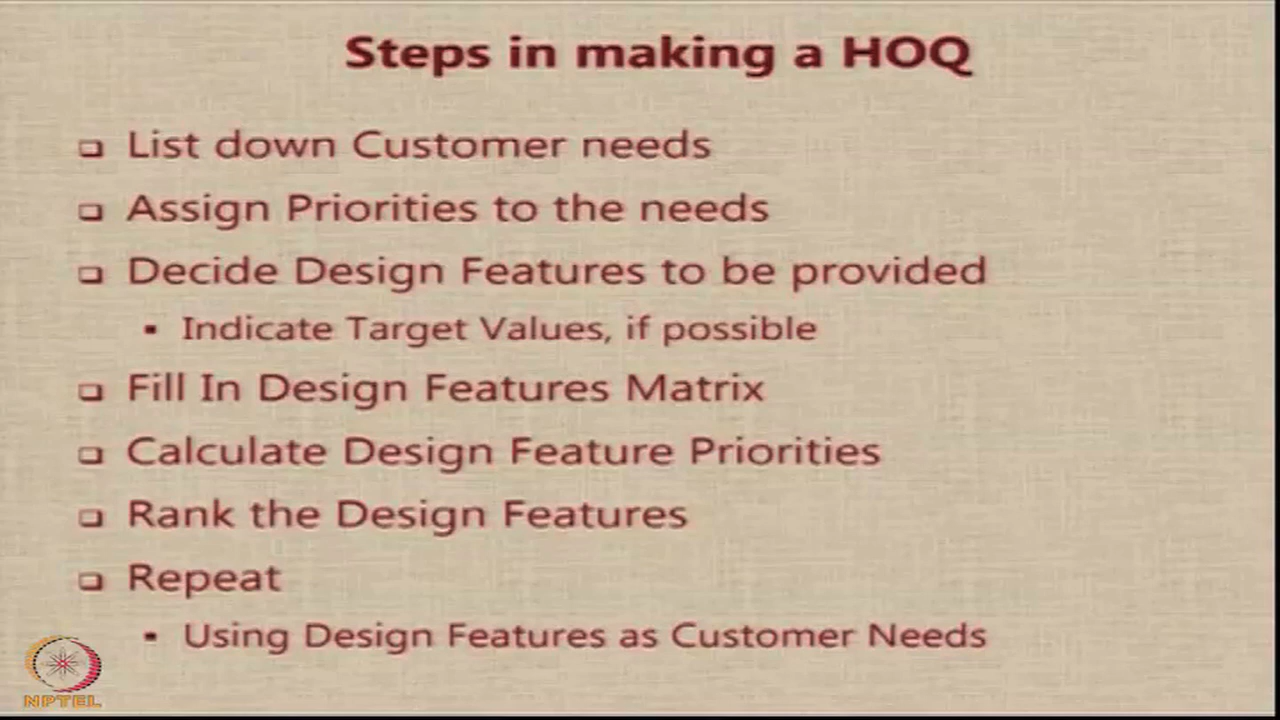 Steps in making a HOQ
List down Customer needs
Assign Priorities to the needs
Decide Design Features to be provided
Indicate Target Values, if possible
Fill In Design Features Matrix
Calculate Design Feature Priorities
Rank the Design Features
Repeat
Using Design Features as Customer Needs
NPTEL